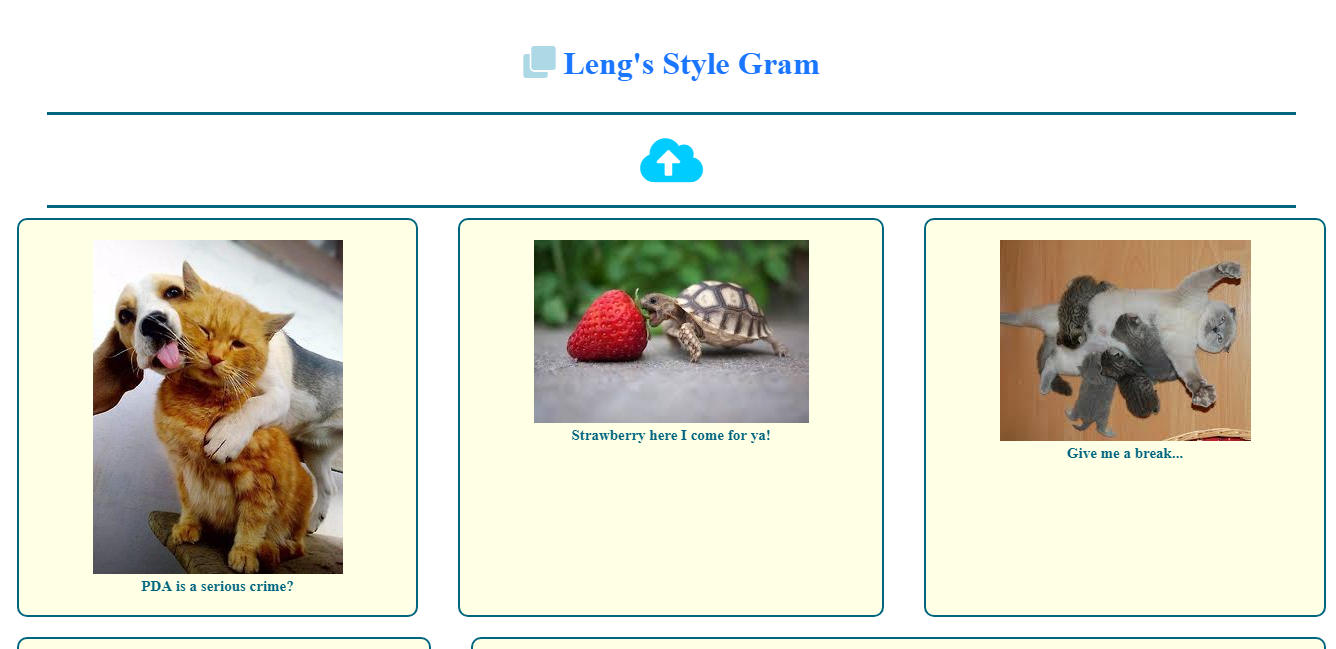 Leng's Style Gram
PDA is a serious crime?
Strawberry here I come for ya!
Give me a break...